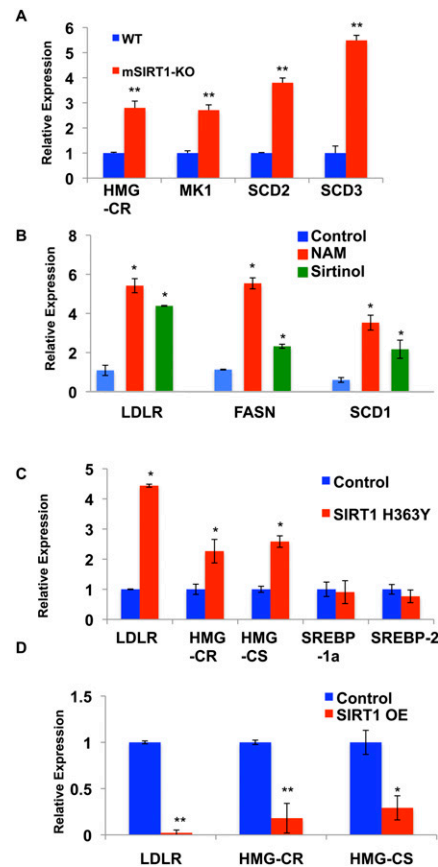 A
WT
mSIRT1-KO
Relative Expression
6
5
4
3
2
1
0
** ** ** **
HMG
-CR
MK1
SCD2
SCD3
B
Control
NAM
Sirtinol
Relative Expression
8
6
4
2
0
* * * * * *
LDLR
FASN
SCD1
C
Control
SIRT1 H363Y
Relative Expression
5
4
3
2
1
0
* * *
LDLR
HMG
-CR
HMG
-CS
SREBP
-1a
SREBP-2
D
Control
SIRT1 OE
Relative Expression
1.5
1
0.5
0
** ** *
LDLR
HMG-CR
HMG-CS